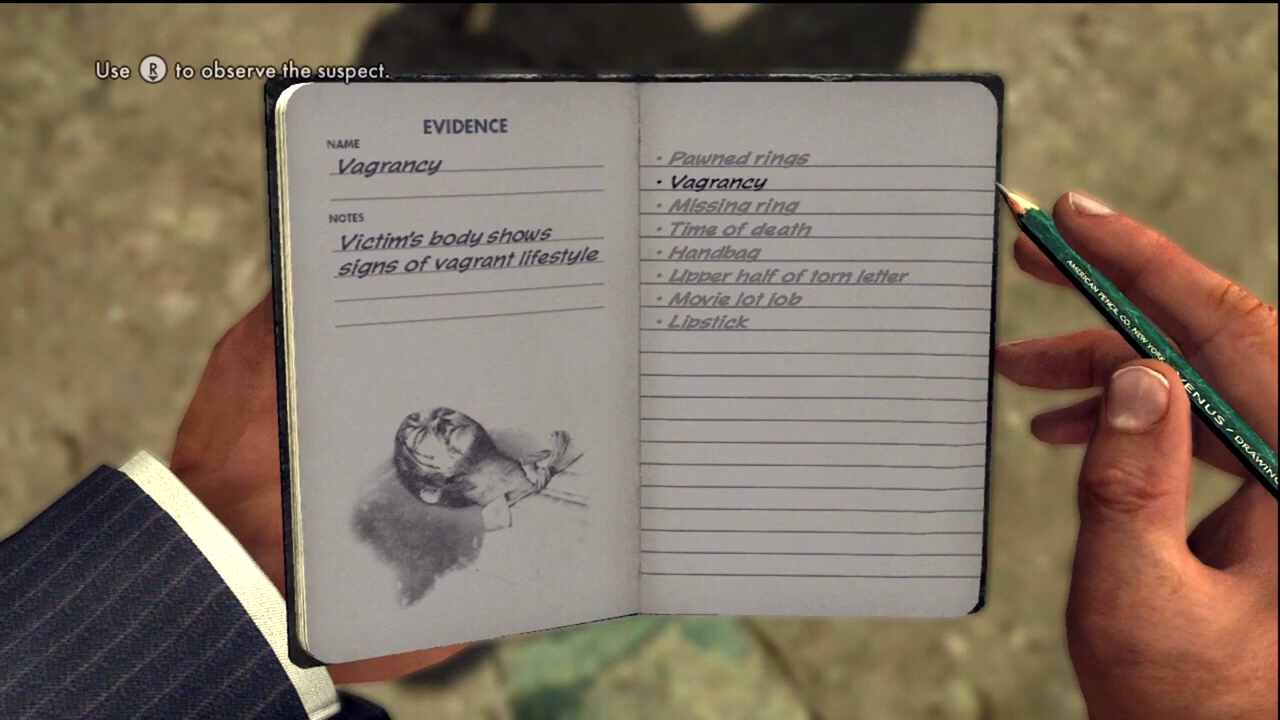 Use R to observe the suspect.
EVIDENCE
NAME
Vagrancy
NOTES
Victim's body shows
signs of vagrant lifestyle
• Pawned rings
• Vagrancy
• Missing ring
• Time of death
• Handbag
• Upper half of torn letter
• Movie lot job
• Lipstick
AMERICAN PENCIL CO. NEW YORK
VENUS / DRAWING